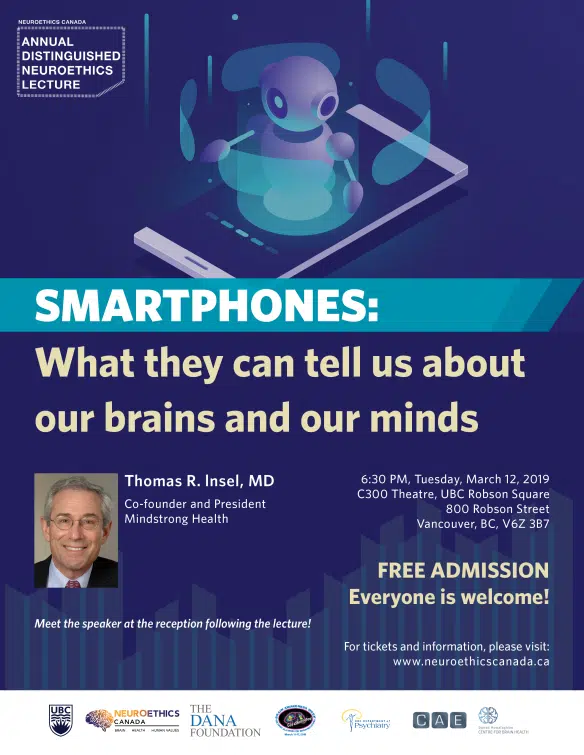 NEUROETHICS CANADA
ANNUAL
DISTINGUISHED
NEUROETHICS
LECTURE
SMARTPHONES:
What they can tell us about
our brains and our minds
Thomas R. Insel, MD
Co-founder and President
Mindstrong Health
6:30 PM, Tuesday, March 12, 2019
C300 Theatre, UBC Robson Square
800 Robson Street
Vancouver, BC, V6Z 3B7
FREE ADMISSION
Everyone is welcome!
Meet the speaker at the reception following the lecture!
For tickets and information, please visit:
www.neuroethicscanada.ca
UBC
NEUROETHICS
CANADA
BRAIN HEALTH HUMAN VALUES
THE
DANA
FOUNDATION
Psychiatry
CAE
CENTRE FOR BRAIN HEALTH